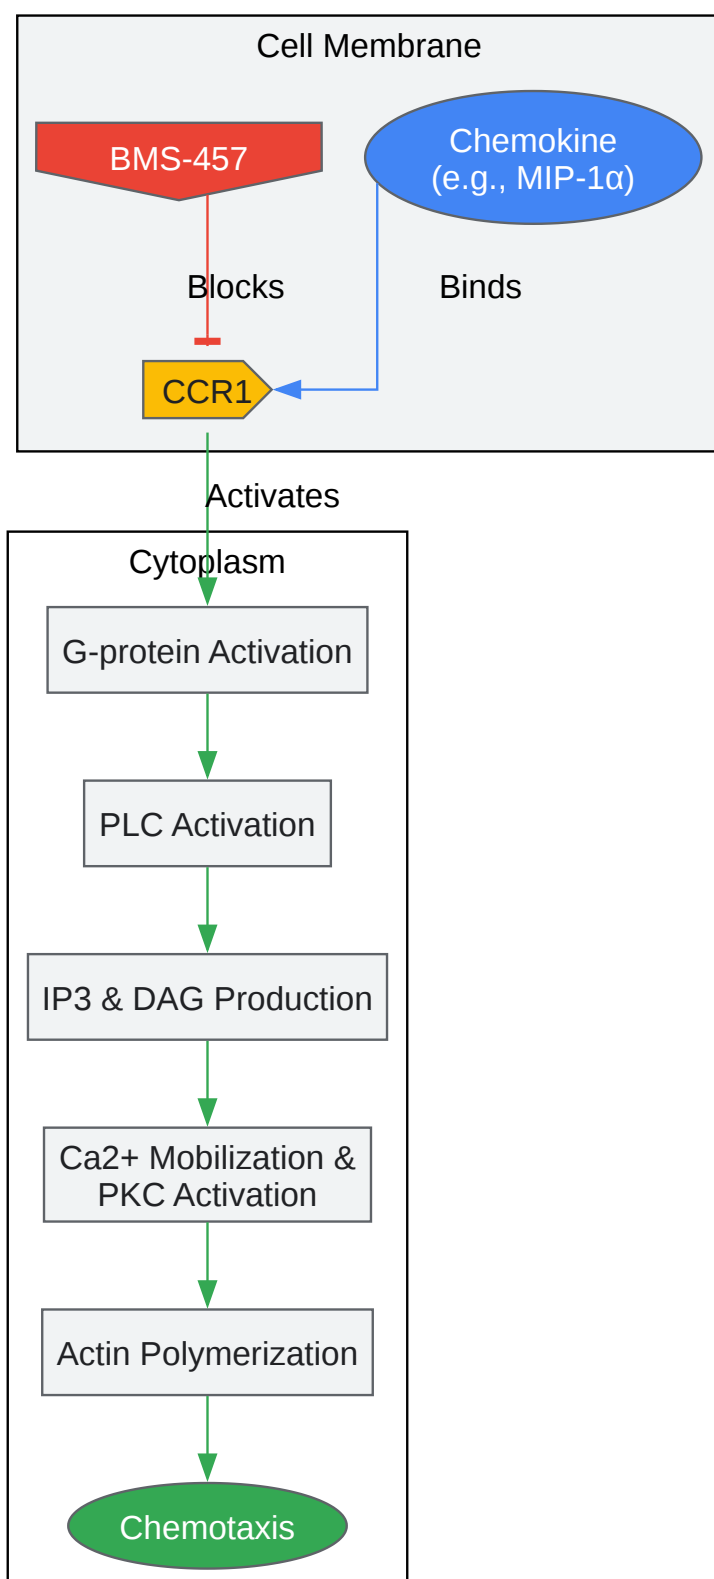 Cell Membrane
BMS-457
Chemokine
(e.g., MIP-1α)
Blocks
Binds
CCR1
Activates
Cytoplasm
G-protein Activation
PLC Activation
IP3 & DAG Production
Ca2+ Mobilization &
PKC Activation
Actin Polymerization
Chemotaxis